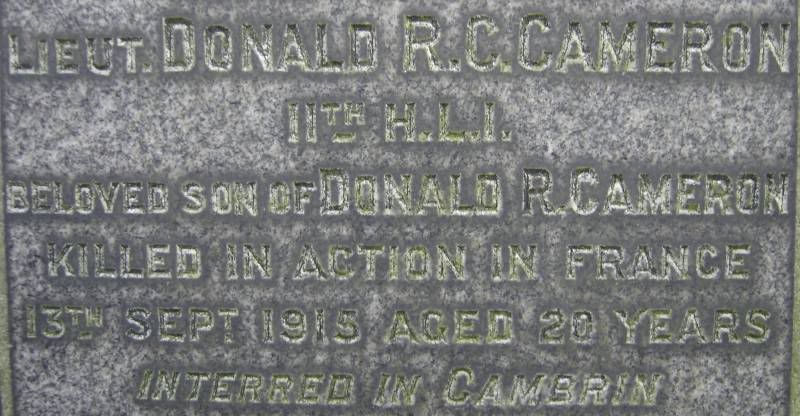 LIEUT. DONALD R.C. CAMERON
11TH H.L.I.
BELOVED SON OF DONALD R. CAMERON
KILLED IN ACTION IN FRANCE
13TH SEPT 1915 AGED 20 YEARS
INTERRED IN CAMBRIN